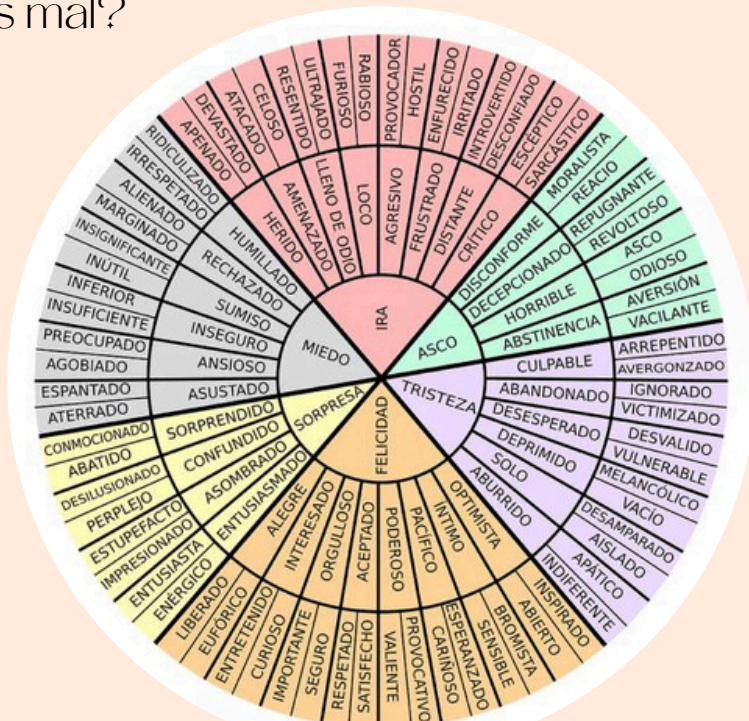 s mal?
IRA
HERIDO
AMENAZADO
LLENO DE ODIO
LOCO
AGRESIVO
FRUSTRADO
DISTANTE
CRÍTICO
APENADO
DEVASTADO
ATACADO
CELOSO
RESENTIDO
ULTRAJADO
FURIOSO
RABIOSO
PROVOCADOR
HOSTIL
ENFURECIDO
IRRITADO
INTROVERTIDO
DESCONFIADO
ESCÉPTICO
SARCÁSTICO
ASCO
DISCONFORME
DECEPCIONADO
HORRIBLE
ABSTINENCIA
MORALISTA
REACIO
REPUGNANTE
REVOLTOSO
ASCO
ODIOSO
AVERSIÓN
VACILANTE
TRISTEZA
CULPABLE
ABANDONADO
DESESPERADO
DEPRIMIDO
SOLO
ABURRIDO
ARREPENTIDO
AVERGONZADO
IGNORADO
VICTIMIZADO
DESVALIDO
VULNERABLE
MELANCÓLICO
VACÍO
DESAMPARADO
AISLADO
APÁTICO
INDIFERENTE
FELICIDAD
OPTIMISTA
INTIMO
PACÍFICO
PODEROSO
ACEPTADO
ORGULLOSO
INTERESADO
ALEGRE
INSPIRADO
ABIERTO
BROMISTA
SENSIBLE
ESPERANZADO
CARIÑOSO
PROVOCATIVO
VALIENTE
SATISFECHO
RESPETADO
SEGURO
IMPORTANTE
CURIOSO
ENTRETENIDO
EUFÓRICO
LIBERADO
SORPRESA
ENTUSIASMADO
ASOMBRADO
CONFUNDIDO
SORPRENDIDO
ENÉRGICO
ENTUSIASTA
IMPRESIONADO
ESTUPEFACTO
PERPLEJO
DESILUSIONADO
ABATIDO
CONMOCIONADO
MIEDO
ASUSTADO
ANSIOSO
INSEGURO
SUMISO
RECHAZADO
HUMILLADO
ATERRADO
ESPANTADO
AGOBIADO
PREOCUPADO
INSUFICIENTE
INFERIOR
INÚTIL
INSIGNIFICANTE
MARGINADO
ALIENADO
IRRESPETADO
RIDICULIZADO